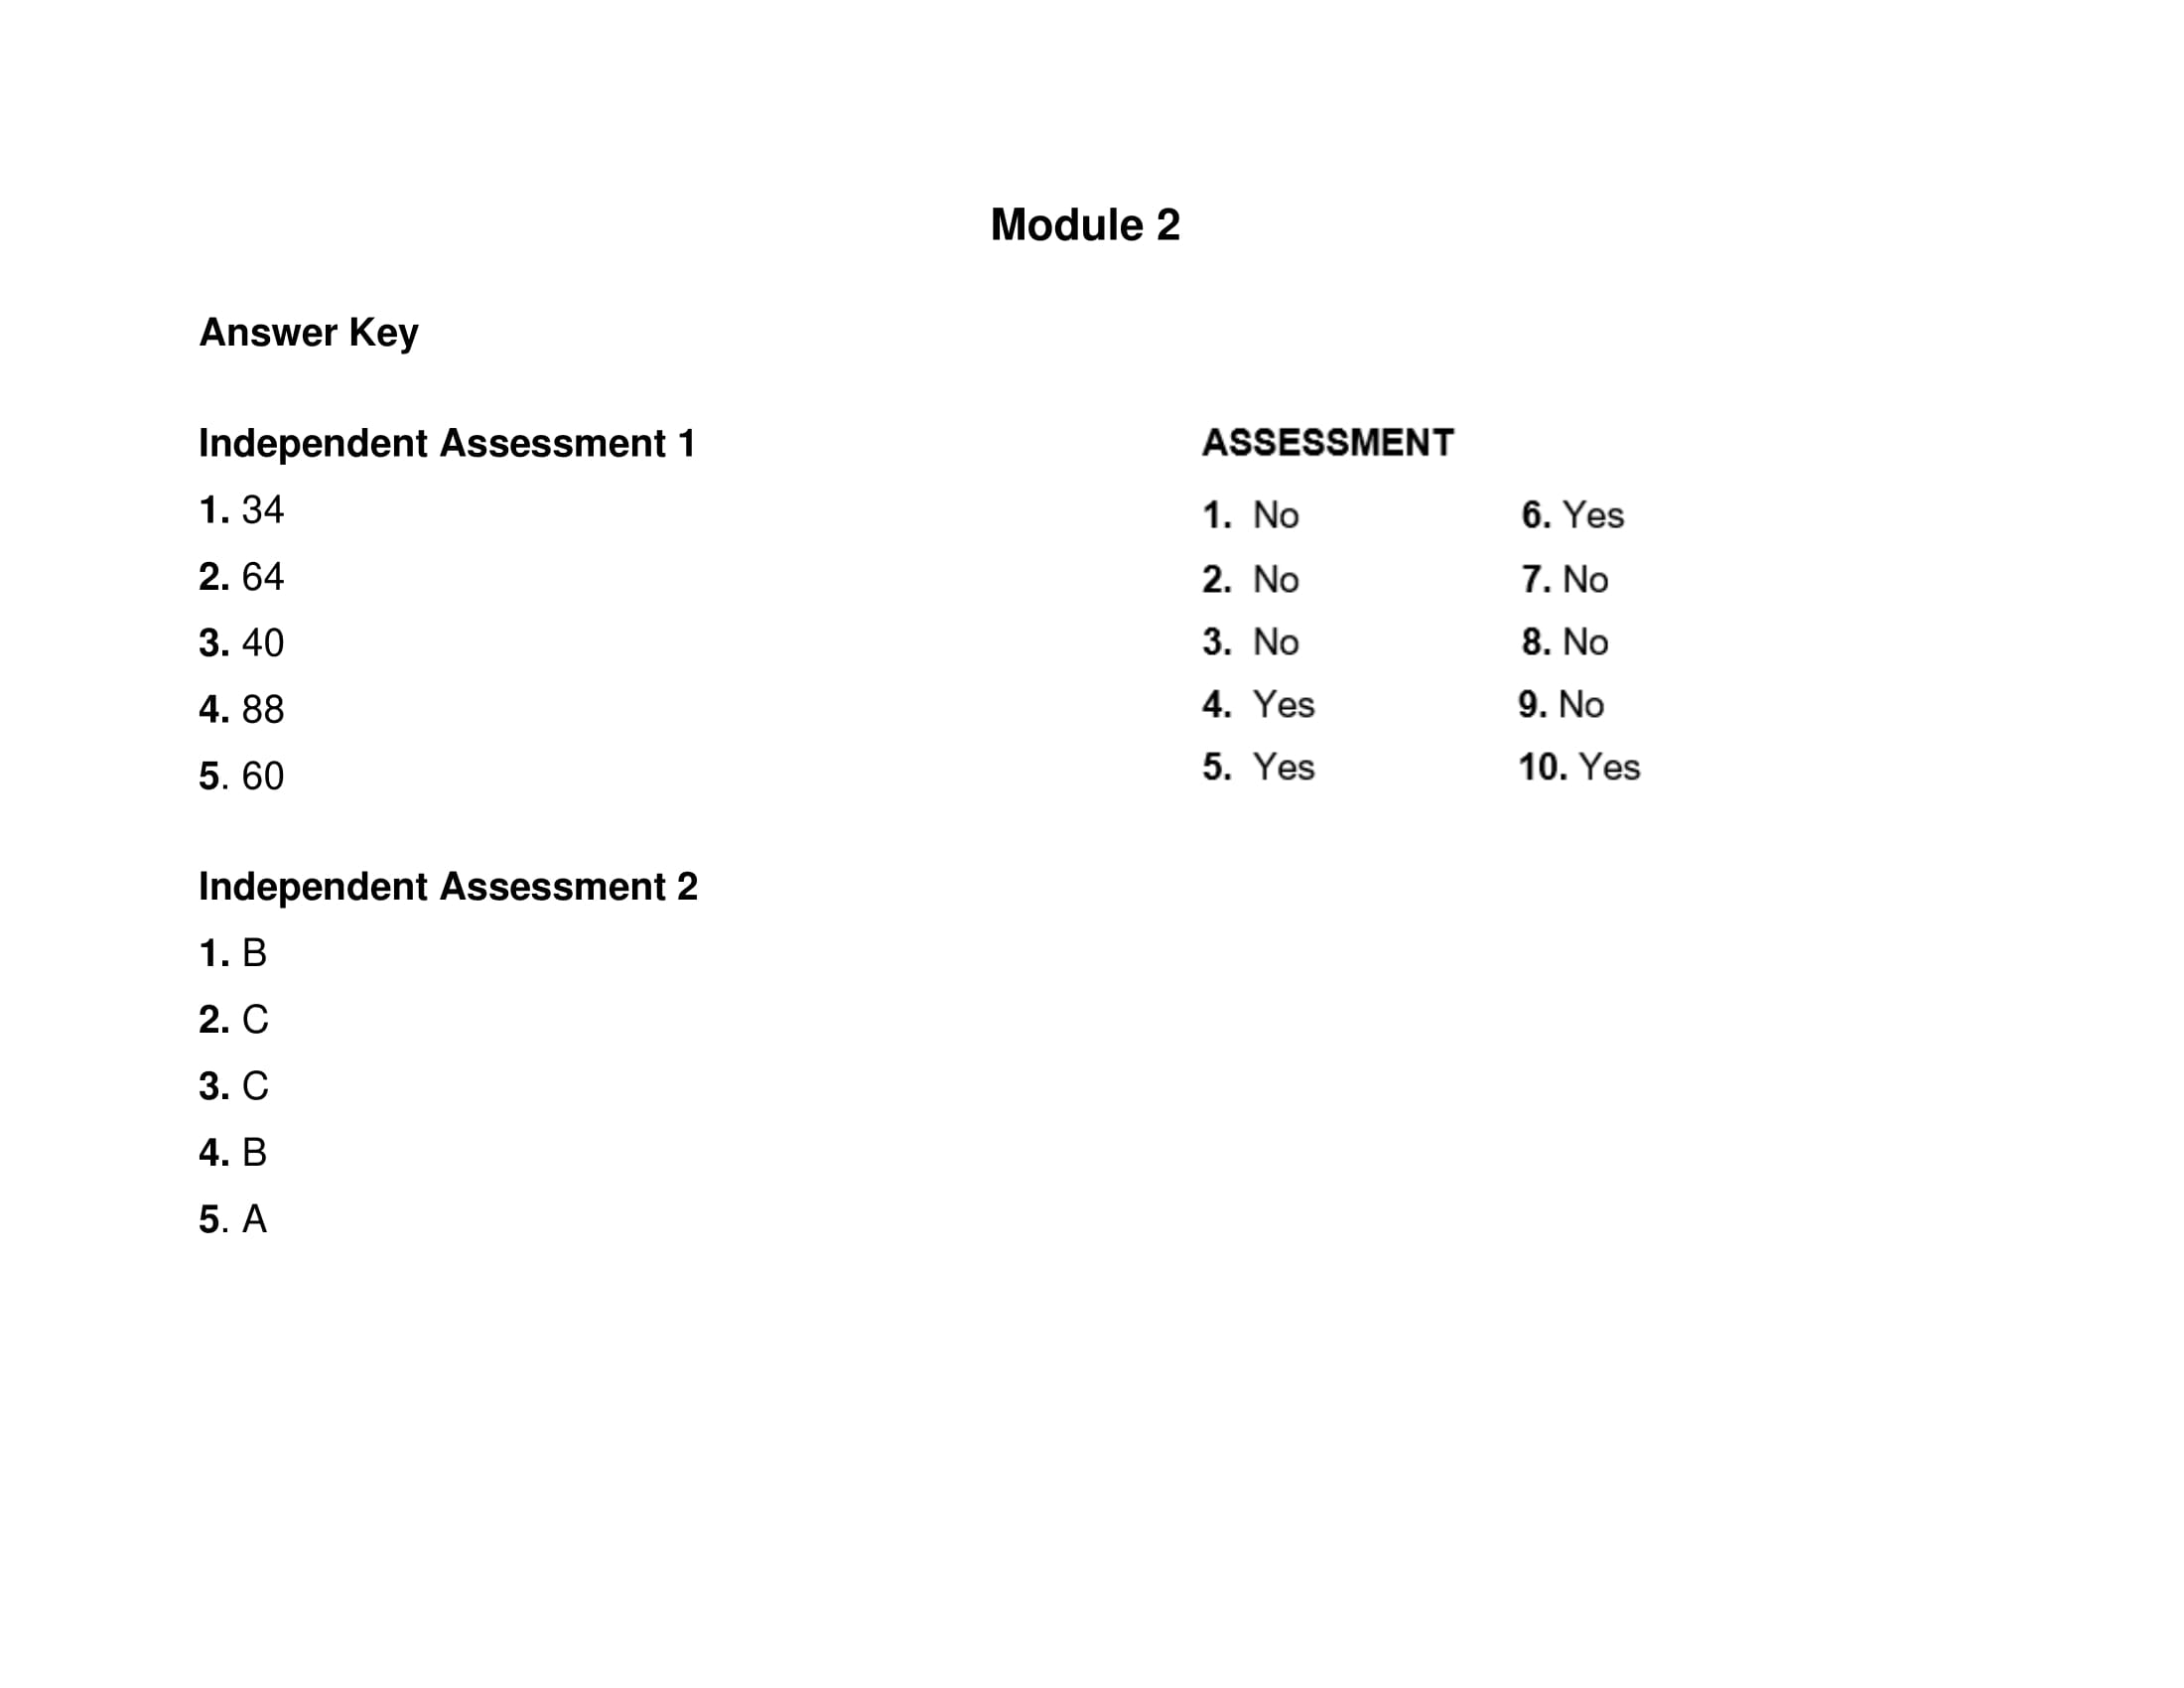 Module 2
Answer Key
Independent Assessment 1
1. 34
2. 64
3. 40
4. 88
5. 60
Independent Assessment 2
1. B
2. C
3. C
4. B
5. A
ASSESSMENT
1. No
2. No
3. No
4. Yes
5. Yes
6. Yes
7. No
8. No
9. No
10. Yes